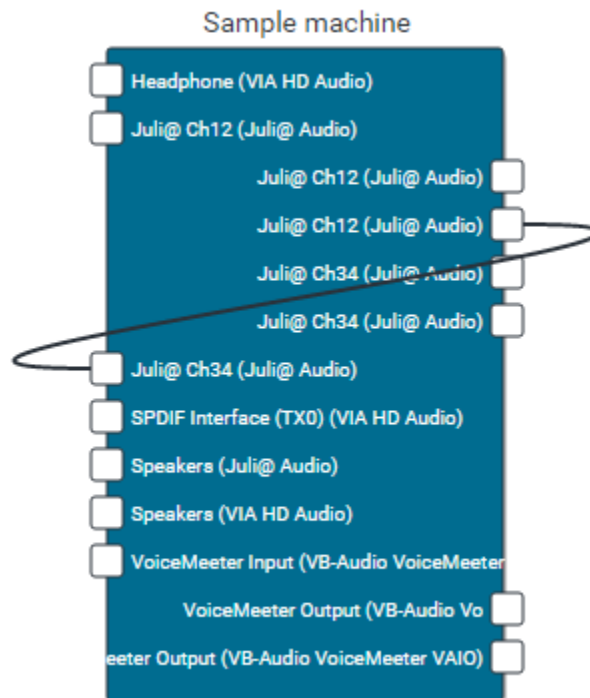 Sample machine
Headphone (VIA HD Audio)
Juli@ Ch12 (Juli@ Audio)
Juli@ Ch12 (Juli@ Audio)
Juli@ Ch12 (Juli@ Audio)
Juli@ Ch34 (Juli@ Audio)
Juli@ Ch34 (Juli@ Audio)
Juli@ Ch34 (Juli@ Audio)
SPDIF Interface (TX0) (VIA HD Audio)
Speakers (Juli@ Audio)
Speakers (VIA HD Audio)
VoiceMeeter Input (VB-Audio VoiceMeeter
VoiceMeeter Output (VB-Audio Vo
eeter Output (VB-Audio VoiceMeeter VAIO)